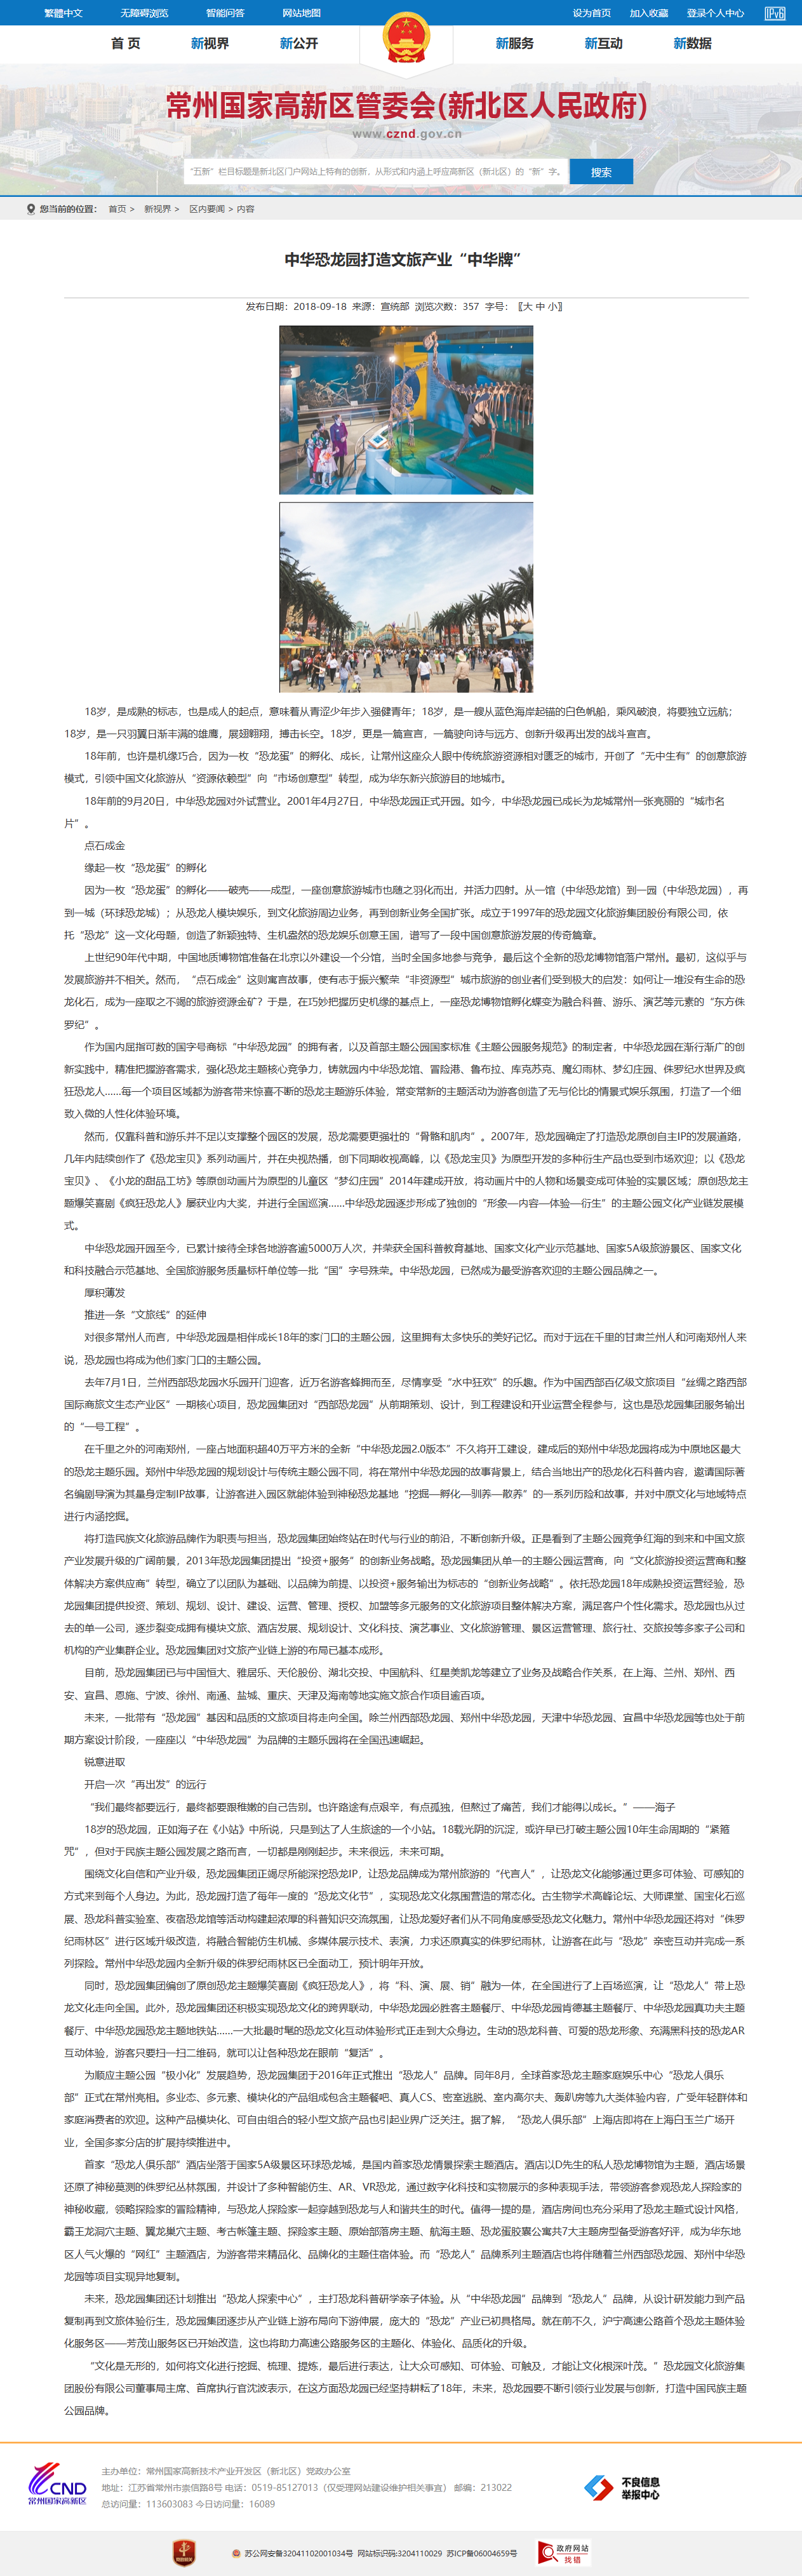 繁體中文 无障碍浏览 智能问答 网站地图 设为首页 加入收藏 登录个人中心 IPv6
首 页 新视界 新公开 新服务 新互动 新数据
常州国家高新区管委会(新北区人民政府)
www.cznd.gov.cn
“五新”栏目标题是新北区门户网站上特有的创新，从形式和内涵上呼应高新区（新北区）的“新”字。 搜索
您当前的位置： 首页 > 新视界 > 区内要闻 > 内容
中华恐龙园打造文旅产业“中华牌”
发布日期：2018-09-18 来源：宣统部 浏览次数：357 字号：〖大 中 小〗
18岁，是成熟的标志，也是成人的起点，意味着从青涩少年步入强健青年；18岁，是一艘从蓝色海岸起锚的白色帆船，乘风破浪，将要独立远航；
18岁，是一只羽翼日渐丰满的雄鹰，展翅翱翔，搏击长空。18岁，更是一篇宣言，一篇驶向诗与远方、创新升级再出发的战斗宣言。
18年前，也许是机缘巧合，因为一枚“恐龙蛋”的孵化、成长，让常州这座众人眼中传统旅游资源相对匮乏的城市，开创了“无中生有”的创意旅游
模式，引领中国文化旅游从“资源依赖型”向“市场创意型”转型，成为华东新兴旅游目的地城市。
18年前的9月20日，中华恐龙园对外试营业。2001年4月27日，中华恐龙园正式开园。如今，中华恐龙园已成长为龙城常州一张亮丽的“城市名
片”。
点石成金
缘起一枚“恐龙蛋”的孵化
因为一枚“恐龙蛋”的孵化——破壳——成型，一座创意旅游城市也随之羽化而出，并活力四射。从一馆（中华恐龙馆）到一园（中华恐龙园），再
到一城（环球恐龙城）；从恐龙人模块娱乐，到文化旅游周边业务，再到创新业务全国扩张。成立于1997年的恐龙园文化旅游集团股份有限公司，依
托“恐龙”这一文化母题，创造了新颖独特、生机盎然的恐龙娱乐创意王国，谱写了一段中国创意旅游发展的传奇篇章。
上世纪90年代中期，中国地质博物馆准备在北京以外建设一个分馆，当时全国多地参与竞争，最后这个全新的恐龙博物馆落户常州。最初，这似乎与
发展旅游并不相关。然而，“点石成金”这则寓言故事，使有志于振兴繁荣“非资源型”城市旅游的创业者们受到极大的启发：如何让一堆没有生命的恐
龙化石，成为一座取之不竭的旅游资源金矿？于是，在巧妙把握历史机缘的基点上，一座恐龙博物馆孵化蝶变为融合科普、游乐、演艺等元素的“东方侏
罗纪”。
作为国内屈指可数的国字号商标“中华恐龙园”的拥有者，以及首部主题公园国家标准《主题公园服务规范》的制定者，中华恐龙园在渐行渐广的创
新实践中，精准把握游客需求，强化恐龙主题核心竞争力，铸就园内中华恐龙馆、冒险港、鲁布拉、库克苏克、魔幻雨林、梦幻庄园、侏罗纪水世界及疯
狂恐龙人……每一个项目区域都为游客带来惊喜不断的恐龙主题游乐体验，常变常新的主题活动为游客创造了无与伦比的情景式娱乐氛围，打造了一个细
致入微的人性化体验环境。
然而，仅靠科普和游乐并不足以支撑整个园区的发展，恐龙需要更强壮的“骨骼和肌肉”。2007年，恐龙园确定了打造恐龙原创自主IP的发展道路，
几年内陆续创作了《恐龙宝贝》系列动画片，并在央视热播，创下同期收视高峰，以《恐龙宝贝》为原型开发的多种衍生产品也受到市场欢迎；以《恐龙
宝贝》、《小龙的甜品工坊》等原创动画片为原型的儿童区“梦幻庄园”2014年建成开放，将动画片中的人物和场景变成可体验的实景区域；原创恐龙主
题爆笑喜剧《疯狂恐龙人》屡获业内大奖，并进行全国巡演……中华恐龙园逐步形成了独创的“形象—内容—体验—衍生”的主题公园文化产业链发展模
式。
中华恐龙园开园至今，已累计接待全球各地游客逾5000万人次，并荣获全国科普教育基地、国家文化产业示范基地、国家5A级旅游景区、国家文化
和科技融合示范基地、全国旅游服务质量标杆单位等一批“国”字号殊荣。中华恐龙园，已然成为最受游客欢迎的主题公园品牌之一。
厚积薄发
推进一条“文旅线”的延伸
对很多常州人而言，中华恐龙园是相伴成长18年的家门口的主题公园，这里拥有太多快乐的美好记忆。而对于远在千里的甘肃兰州人和河南郑州人来
说，恐龙园也将成为他们家门口的主题公园。
去年7月1日，兰州西部恐龙园水乐园开门迎客，近万名游客蜂拥而至，尽情享受“水中狂欢”的乐趣。作为中国西部百亿级文旅项目“丝绸之路西部
国际商旅文生态产业区”一期核心项目，恐龙园集团对“西部恐龙园”从前期策划、设计，到工程建设和开业运营全程参与，这也是恐龙园集团服务输出
的“一号工程”。
在千里之外的河南郑州，一座占地面积超40万平方米的全新“中华恐龙园2.0版本”不久将开工建设，建成后的郑州中华恐龙园将成为中原地区最大
的恐龙主题乐园。郑州中华恐龙园的规划设计与传统主题公园不同，将在常州中华恐龙园的故事背景上，结合当地出产的恐龙化石科普内容，邀请国际著
名编剧导演为其量身定制IP故事，让游客进入园区就能体验到神秘恐龙基地“挖掘—孵化—驯养—散养”的一系列历险和故事，并对中原文化与地域特点
进行内涵挖掘。
将打造民族文化旅游品牌作为职责与担当，恐龙园集团始终站在时代与行业的前沿，不断创新升级。正是看到了主题公园竞争红海的到来和中国文旅
产业发展升级的广阔前景，2013年恐龙园集团提出“投资+服务”的创新业务战略。恐龙园集团从单一的主题公园运营商，向“文化旅游投资运营商和整
体解决方案供应商”转型，确立了以团队为基础、以品牌为前提、以投资+服务输出为标志的“创新业务战略”。依托恐龙园18年成熟投资运营经验，恐
龙园集团提供投资、策划、规划、设计、建设、运营、管理、授权、加盟等多元服务的文化旅游项目整体解决方案，满足客户个性化需求。恐龙园也从过
去的单一公司，逐步裂变成拥有模块文旅、酒店发展、规划设计、文化科技、演艺事业、文化旅游管理、景区运营管理、旅行社、交旅投等多家子公司和
机构的产业集群企业。恐龙园集团对文旅产业链上游的布局已基本成形。
目前，恐龙园集团已与中国恒大、雅居乐、天伦股份、湖北交投、中国航科、红星美凯龙等建立了业务及战略合作关系，在上海、兰州、郑州、西
安、宜昌、恩施、宁波、徐州、南通、盐城、重庆、天津及海南等地实施文旅合作项目逾百项。
未来，一批带有“恐龙园”基因和品质的文旅项目将走向全国。除兰州西部恐龙园、郑州中华恐龙园，天津中华恐龙园、宜昌中华恐龙园等也处于前
期方案设计阶段，一座座以“中华恐龙园”为品牌的主题乐园将在全国迅速崛起。
锐意进取
开启一次“再出发”的远行
“我们最终都要远行，最终都要跟稚嫩的自己告别。也许路途有点艰辛，有点孤独，但熬过了痛苦，我们才能得以成长。”——海子
18岁的恐龙园，正如海子在《小站》中所说，只是到达了人生旅途的一个小站。18载光阴的沉淀，或许早已打破主题公园10年生命周期的“紧箍
咒”，但对于民族主题公园发展之路而言，一切都是刚刚起步。未来很远，未来可期。
围绕文化自信和产业升级，恐龙园集团正竭尽所能深挖恐龙IP，让恐龙品牌成为常州旅游的“代言人”，让恐龙文化能够通过更多可体验、可感知的
方式来到每个人身边。为此，恐龙园打造了每年一度的“恐龙文化节”，实现恐龙文化氛围营造的常态化。古生物学术高峰论坛、大师课堂、国宝化石巡
展、恐龙科普实验室、夜宿恐龙馆等活动构建起浓厚的科普知识交流氛围，让恐龙爱好者们从不同角度感受恐龙文化魅力。常州中华恐龙园还将对“侏罗
纪雨林区”进行区域升级改造，将融合智能仿生机械、多媒体展示技术、表演，力求还原真实的侏罗纪雨林，让游客在此与“恐龙”亲密互动并完成一系
列探险。常州中华恐龙园内全新升级的侏罗纪雨林区已全面动工，预计明年开放。
同时，恐龙园集团编创了原创恐龙主题爆笑喜剧《疯狂恐龙人》，将“科、演、展、销”融为一体，在全国进行了上百场巡演，让“恐龙人”带上恐
龙文化走向全国。此外，恐龙园集团还积极实现恐龙文化的跨界联动，中华恐龙园必胜客主题餐厅、中华恐龙园肯德基主题餐厅、中华恐龙园真功夫主题
餐厅、中华恐龙园恐龙主题地铁站……一大批最时髦的恐龙文化互动体验形式正走到大众身边。生动的恐龙科普、可爱的恐龙形象、充满黑科技的恐龙AR
互动体验，游客只要扫一扫二维码，就可以让各种恐龙在眼前“复活”。
为顺应主题公园“极小化”发展趋势，恐龙园集团于2016年正式推出“恐龙人”品牌。同年8月，全球首家恐龙主题家庭娱乐中心“恐龙人俱乐
部”正式在常州亮相。多业态、多元素、模块化的产品组成包含主题餐吧、真人CS、密室逃脱、室内高尔夫、轰趴房等九大类体验内容，广受年轻群体和
家庭消费者的欢迎。这种产品模块化、可自由组合的轻小型文旅产品也引起业界广泛关注。据了解，“恐龙人俱乐部”上海店即将在上海白玉兰广场开
业，全国多家分店的扩展持续推进中。
首家“恐龙人俱乐部”酒店坐落于国家5A级景区环球恐龙城，是国内首家恐龙情景探索主题酒店。酒店以D先生的私人恐龙博物馆为主题，酒店场景
还原了神秘莫测的侏罗纪丛林氛围，并设计了多种智能仿生、AR、VR恐龙，通过数字化科技和实物展示的多种表现手法，带领游客参观恐龙人探险家的
神秘收藏，领略探险家的冒险精神，与恐龙人探险家一起穿越到恐龙与人和谐共生的时代。值得一提的是，酒店房间也充分采用了恐龙主题式设计风格，
霸王龙洞穴主题、翼龙巢穴主题、考古帐篷主题、探险家主题、原始部落房主题、航海主题、恐龙蛋胶囊公寓共7大主题房型备受游客好评，成为华东地
区人气火爆的“网红”主题酒店，为游客带来精品化、品牌化的主题住宿体验。而“恐龙人”品牌系列主题酒店也将伴随着兰州西部恐龙园、郑州中华恐
龙园等项目实现异地复制。
未来，恐龙园集团还计划推出“恐龙人探索中心”，主打恐龙科普研学亲子体验。从“中华恐龙园”品牌到“恐龙人”品牌，从设计研发能力到产品
复制再到文旅体验衍生，恐龙园集团逐步从产业链上游布局向下游伸展，庞大的“恐龙”产业已初具格局。就在前不久，沪宁高速公路首个恐龙主题体验
化服务区——芳茂山服务区已开始改造，这也将助力高速公路服务区的主题化、体验化、品质化的升级。
“文化是无形的，如何将文化进行挖掘、梳理、提炼，最后进行表达，让大众可感知、可体验、可触及，才能让文化根深叶茂。”恐龙园文化旅游集
团股份有限公司董事局主席、首席执行官沈波表示，在这方面恐龙园已经坚持耕耘了18年，未来，恐龙园要不断引领行业发展与创新，打造中国民族主题
公园品牌。
CND
常州国家高新区
主办单位：常州国家高新技术产业开发区（新北区）党政办公室
地址：江苏省常州市崇信路8号 电话：0519-85127013（仅受理网站建设维护相关事宜） 邮编：213022
总访问量：113603083 今日访问量：16089
不良信息
举报中心
苏公网安备32041102001034号 网站标识码:3204110029 苏ICP备06004659号
政府网站
找错